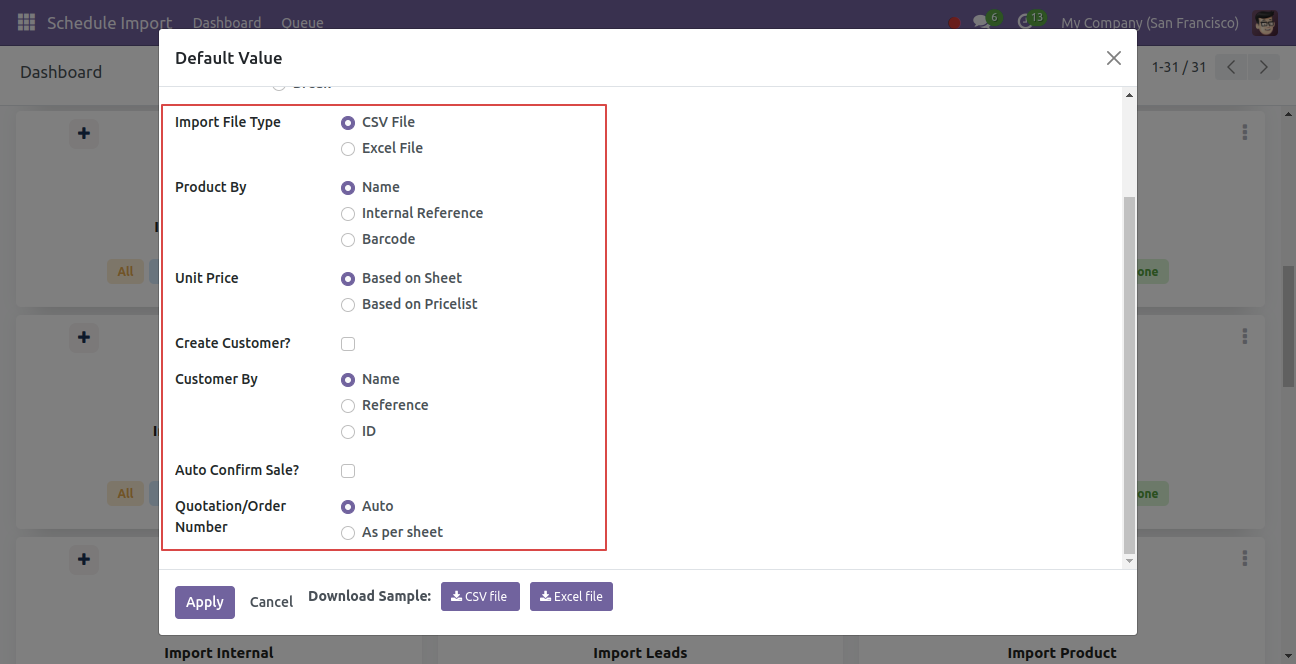 Schedule Import Dashboard Queue 6 13 My Company (San Francisco)
Dashboard
1-31 / 31
Default Value
Import File Type
CSV File
Excel File
Product By
Name
Internal Reference
Barcode
Unit Price
Based on Sheet
Based on Pricelist
Create Customer?
Customer By
Name
Reference
ID
Auto Confirm Sale?
Quotation/Order
Number
Auto
As per sheet
All
All
Apply
Cancel
Download Sample:
CSV file
Excel file
Import Internal
Import Leads
Import Product